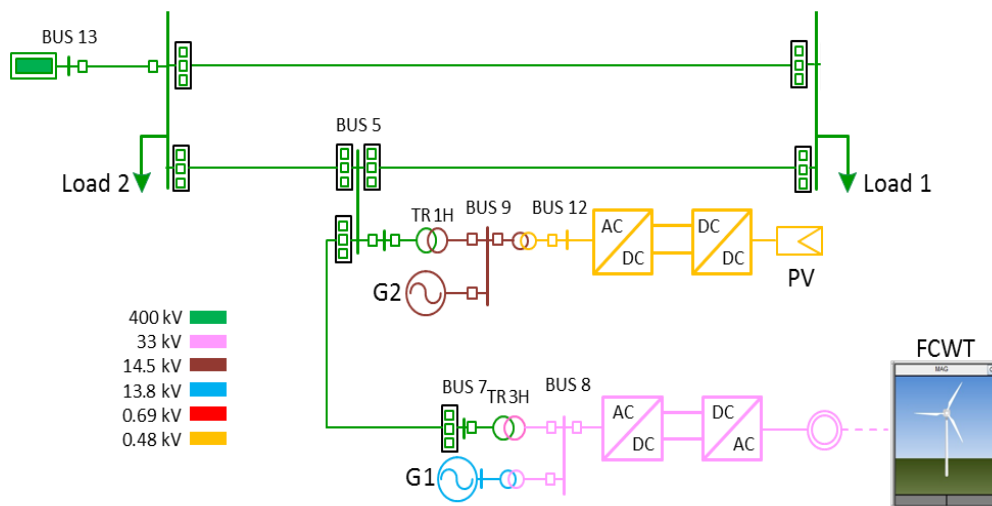 BUS 13
BUS 5
Load 2
Load 1
TR 1H
BUS 9
BUS 12
AC
DC
DC
DC
PV
G2
400 kV
33 kV
14.5 kV
13.8 kV
0.69 kV
0.48 kV
FCWT
MAG
BUS 7
TR 3H
BUS 8
AC
DC
DC
AC
G1